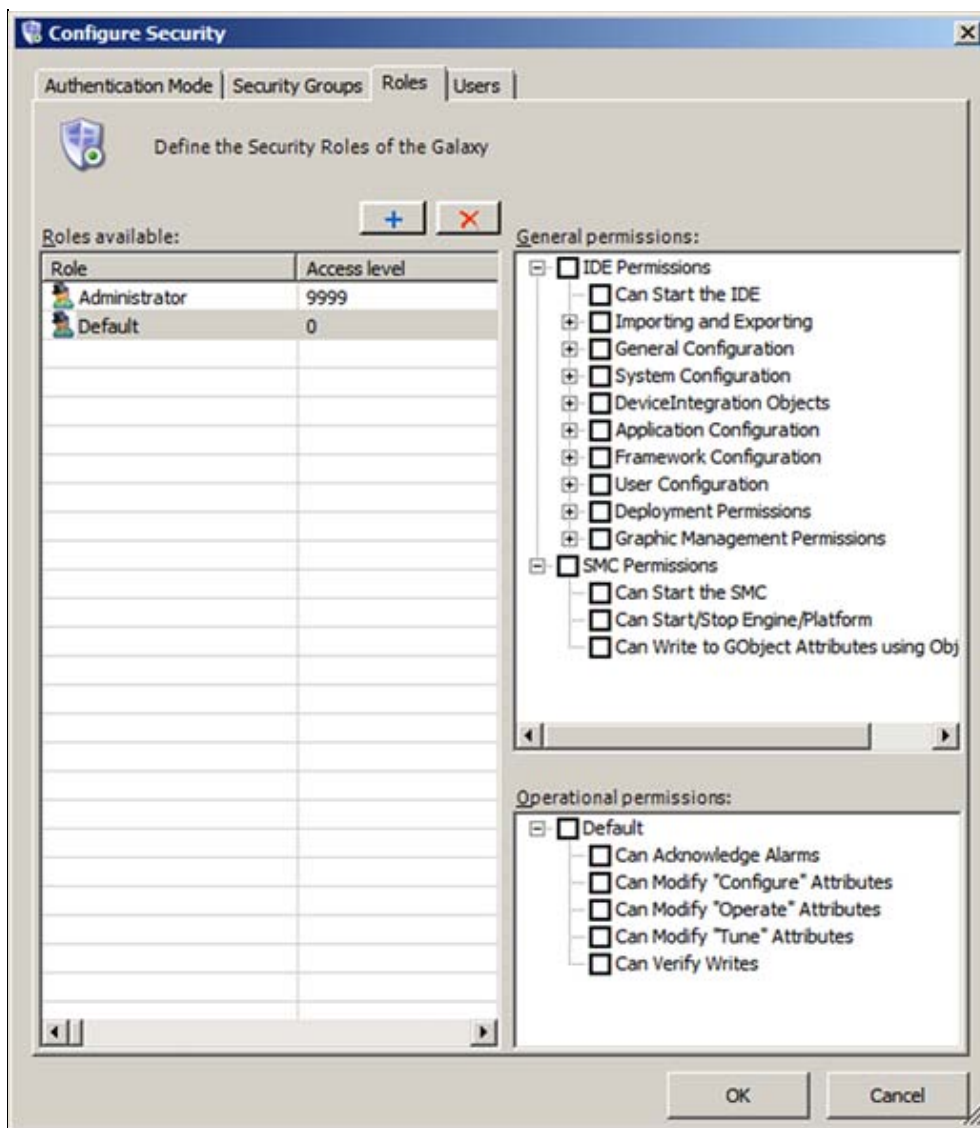 Configure Security
Authentication Mode
Security Groups
Roles
Users
Define the Security Roles of the Galaxy
Roles available:
Role Access level
Administrator 9999
Default 0
General permissions:
IDE Permissions
Can Start the IDE
Importing and Exporting
General Configuration
System Configuration
DeviceIntegration Objects
Application Configuration
Framework Configuration
User Configuration
Deployment Permissions
Graphic Management Permissions
SMC Permissions
Can Start the SMC
Can Start/Stop Engine/Platform
Can Write to GObject Attributes using Obj
Operational permissions:
Default
Can Acknowledge Alarms
Can Modify "Configure" Attributes
Can Modify "Operate" Attributes
Can Modify "Tune" Attributes
Can Verify Writes
OK
Cancel